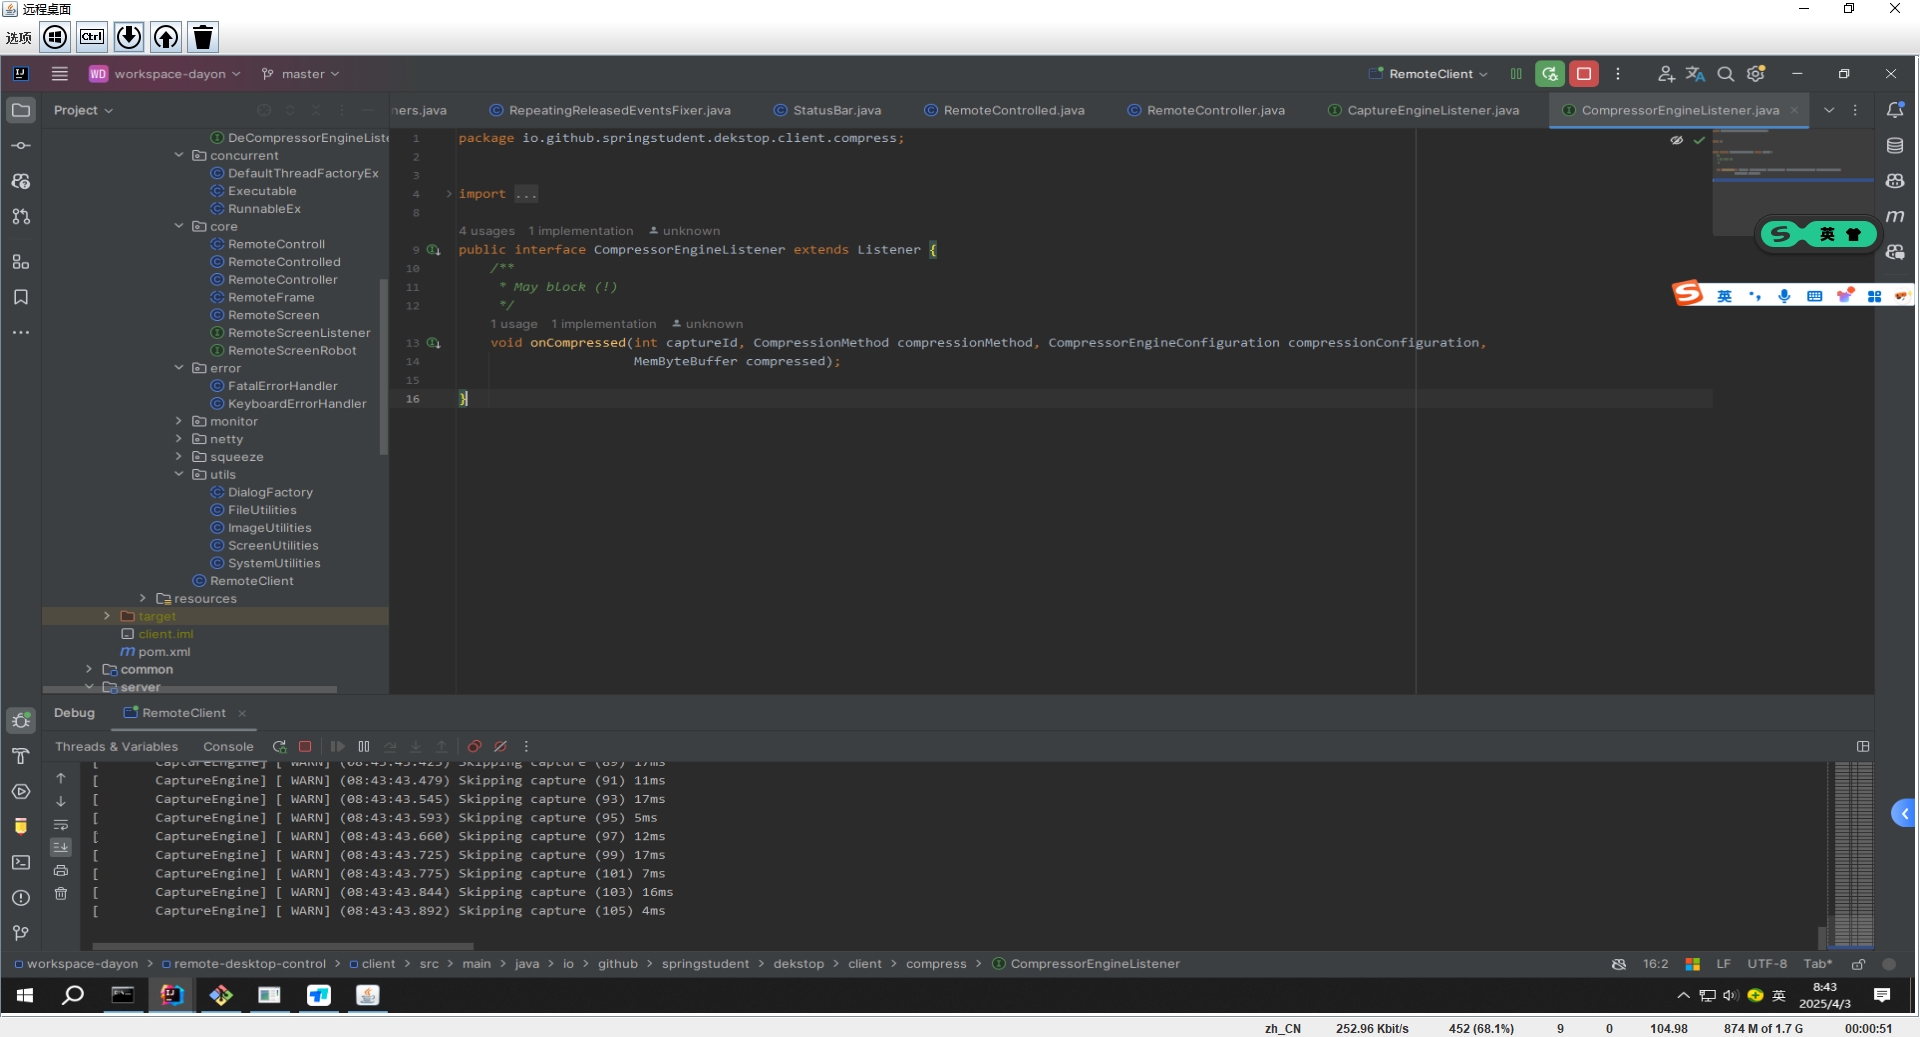 远程桌面
选项
Ctrl
WD workspace-dayon
master
RemoteClient
Project
ners.java
RepeatingReleasedEventsFixer.java
StatusBar.java
RemoteControlled.java
RemoteController.java
CaptureEngineListener.java
CompressorEngineListener.java
DeCompressorEngineListe
concurrent
DefaultThreadFactoryEx
Executable
RunnableEx
core
RemoteControll
RemoteControlled
RemoteController
RemoteFrame
RemoteScreen
RemoteScreenListener
RemoteScreenRobot
error
FatalErrorHandler
KeyboardErrorHandler
monitor
netty
squeeze
utils
DialogFactory
FileUtilities
ImageUtilities
ScreenUtilities
SystemUtilities
RemoteClient
resources
target
client.iml
pom.xml
common
server
1 package io.github.springstudent.dekstop.client.compress;
2
3
4 import ...
8
4 usages 1 implementation unknown
9 public interface CompressorEngineListener extends Listener {
10 /**
11 * May block (!)
12 */
1 usage 1 implementation unknown
13 void onCompressed(int captureId, CompressionMethod compressionMethod, CompressorEngineConfiguration compressionConfiguration,
14 MemByteBuffer compressed);
15
16 }
英
英
Debug
RemoteClient
Threads & Variables
Console
[ CaptureEngine] [ WARN] (08:43:43.425) Skipping capture (89) 17ms
[ CaptureEngine] [ WARN] (08:43:43.479) Skipping capture (91) 11ms
[ CaptureEngine] [ WARN] (08:43:43.545) Skipping capture (93) 17ms
[ CaptureEngine] [ WARN] (08:43:43.593) Skipping capture (95) 5ms
[ CaptureEngine] [ WARN] (08:43:43.660) Skipping capture (97) 12ms
[ CaptureEngine] [ WARN] (08:43:43.725) Skipping capture (99) 17ms
[ CaptureEngine] [ WARN] (08:43:43.775) Skipping capture (101) 7ms
[ CaptureEngine] [ WARN] (08:43:43.844) Skipping capture (103) 16ms
[ CaptureEngine] [ WARN] (08:43:43.892) Skipping capture (105) 4ms
workspace-dayon > remote-desktop-control > client > src > main > java > io > github > springstudent > dekstop > client > compress > CompressorEngineListener
16:2 LF UTF-8 Tab*
英
8:43
2025/4/3
zh_CN 252.96 Kbit/s 452 (68.1%) 9 0 104.98 874 M of 1.7 G 00:00:51